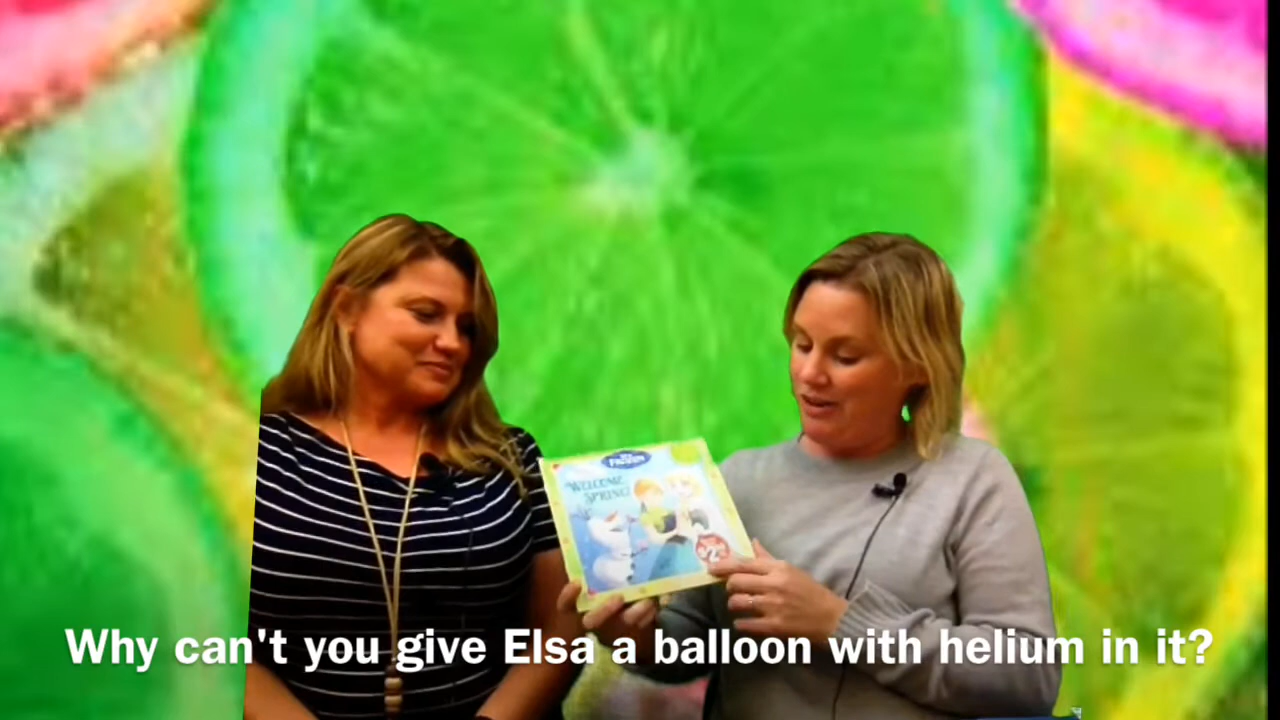 FROZEN
WELCOME,
SPRING!
Why can't you give Elsa a balloon with helium in it?